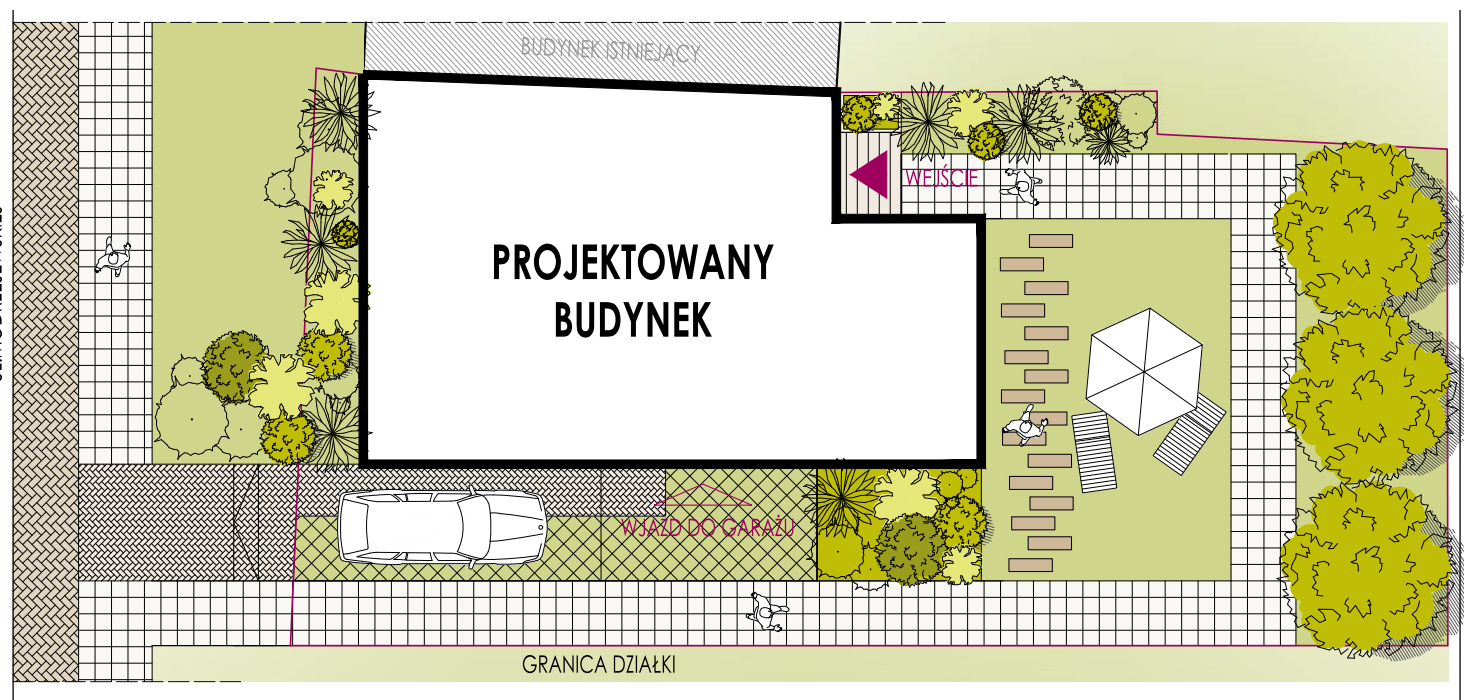 BUDYNEK ISTNIEJĄCY
WEJŚCIE
PROJEKTOWANY
BUDYNEK
WJAZD DO GARAŻU
GRANICA DZIAŁKI